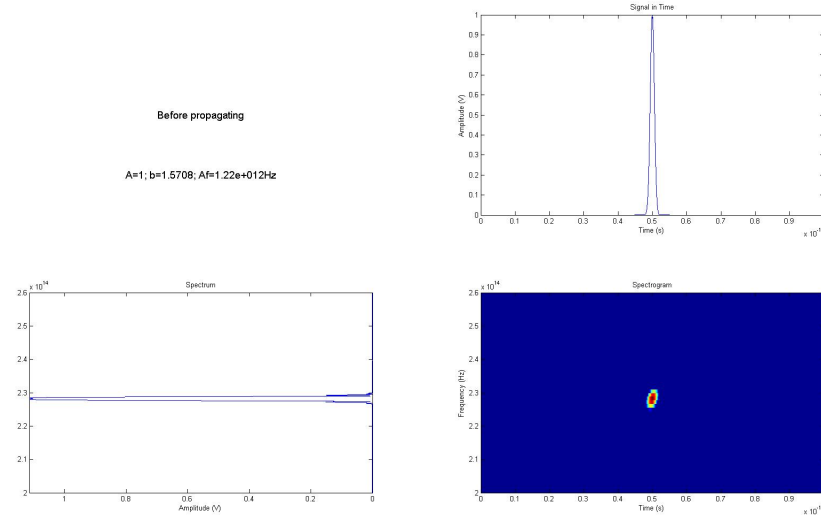 Before propagating
A=1; b=1.5708; Af=1.22e+012Hz
Signal in Time
Amplitude (V)
1
0.9
0.8
0.7
0.6
0.5
0.4
0.3
0.2
0.1
0
0 0.1 0.2 0.3 0.4 0.5 0.6 0.7 0.8 0.9
Time (s)
Spectrum
x 10^14
2.6
2.5
2.4
2.3
2.2
2.1
2
1 0.8 0.6 0.4 0.2 0
Amplitude (V)
Spectrogram
x 10^14
Frequency (Hz)
2.6
2.5
2.4
2.3
2.2
2.1
2
0 0.1 0.2 0.3 0.4 0.5 0.6 0.7 0.8 0.9
Time (s)